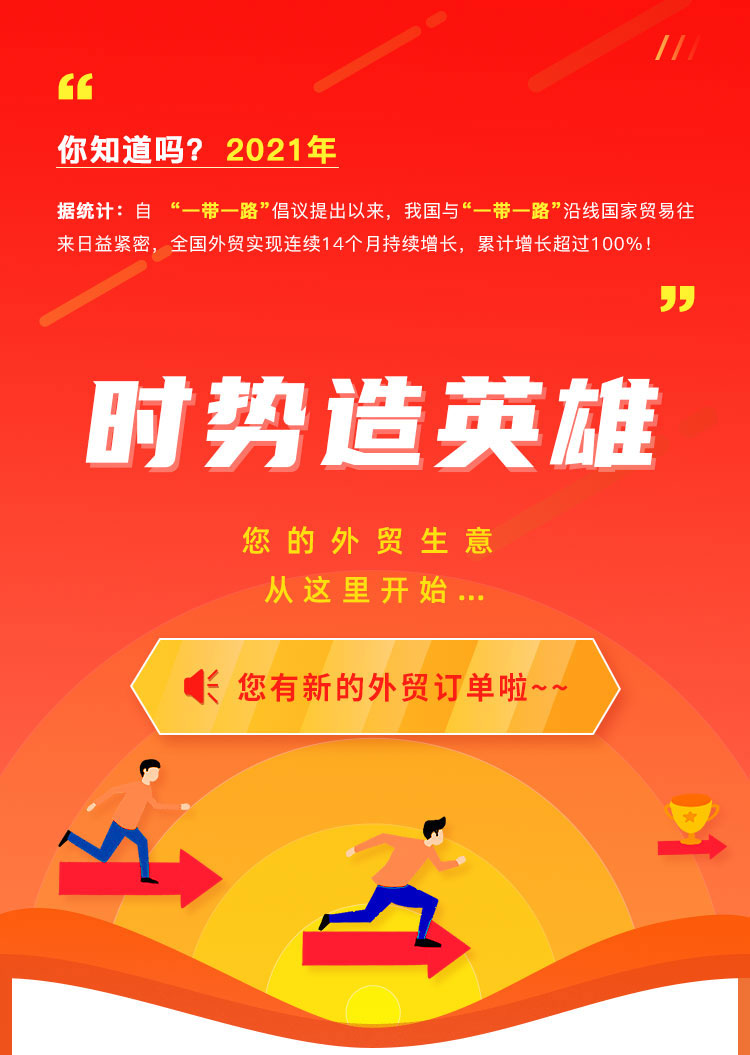 你知道吗? 2021年
据统计：自 “一带一路”倡议提出以来，我国与“一带一路”沿线国家贸易往
来日益紧密，全国外贸实现连续14个月持续增长，累计增长超过100%！
时势造英雄
您的外贸生意
从这里开始...
您有新的外贸订单啦~~